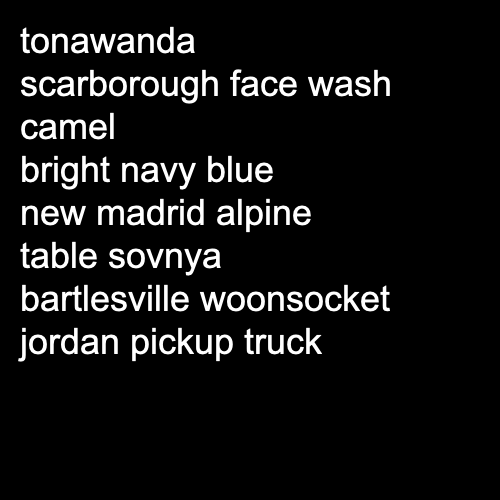 tonawanda
scarborough face wash
camel
bright navy blue
new madrid alpine
table sovnya
bartlesville woonsocket
jordan pickup truck